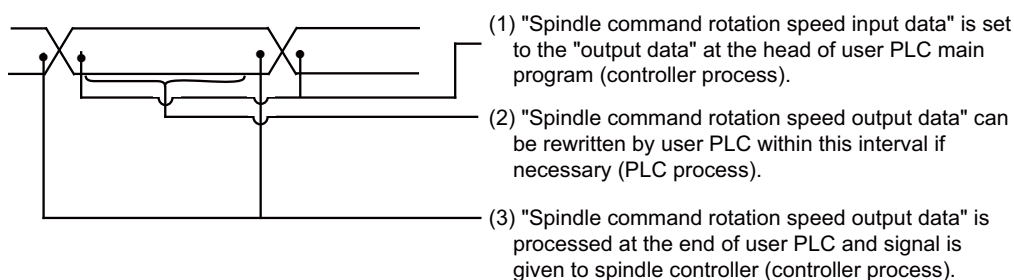 (1) "Spindle command rotation speed input data" is set
to the "output data" at the head of user PLC main
program (controller process).
(2) "Spindle command rotation speed output data" can
be rewritten by user PLC within this interval if
necessary (PLC process).
(3) "Spindle command rotation speed output data" is
processed at the end of user PLC and signal is
given to spindle controller (controller process).